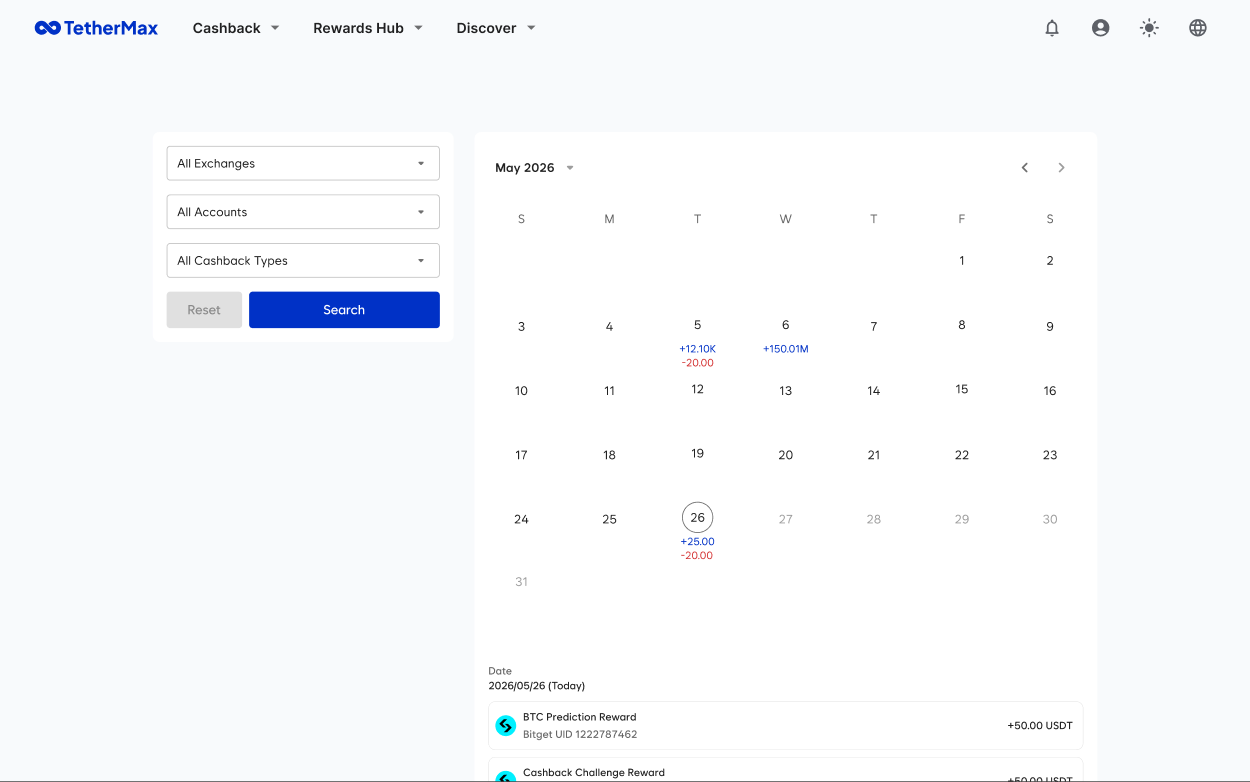 TetherMax
Cashback
Rewards Hub
Discover
All Exchanges
All Accounts
All Cashback Types
Reset
Search
May 2026
S M T W T F S
1 2
3 4 5 6 7 8 9
+12.10K +150.01M
-20.00
10 11 12 13 14 15 16
17 18 19 20 21 22 23
24 25 26 27 28 29 30
+25.00
-20.00
31
Date
2026/05/26 (Today)
BTC Prediction Reward
+50.00 USDT
Bitget UID 1222787462
Cashback Challenge Reward
+50.00 USDT